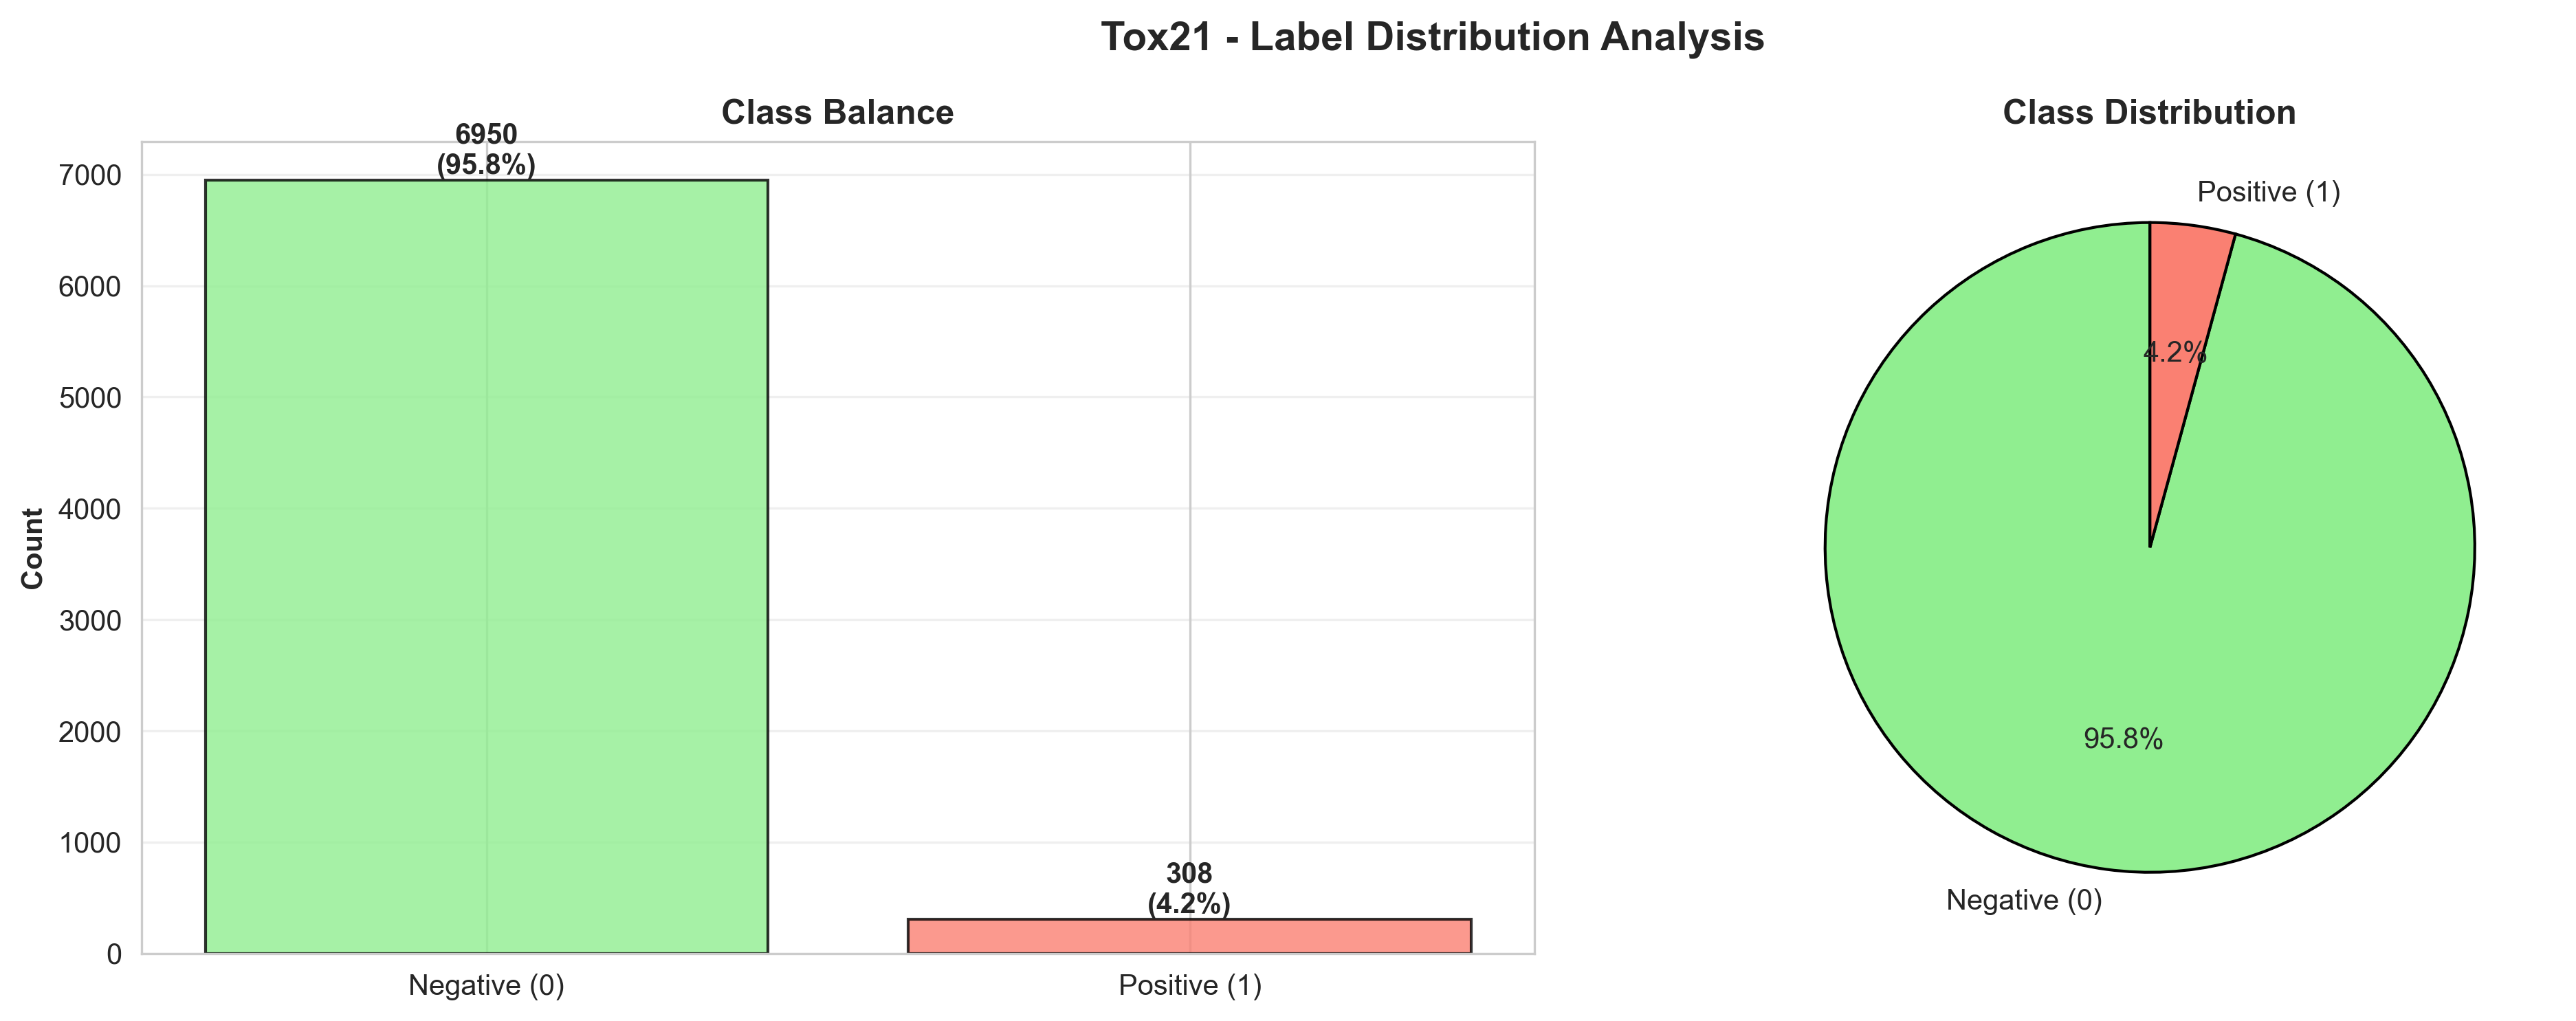 Tox21 - Label Distribution Analysis
Class Balance
6950
(95.8%)
7000
6000
5000
4000
3000
2000
1000
0
Count
308
(4.2%)
Negative (0)
Positive (1)
Class Distribution
Positive (1)
4.2%
95.8%
Negative (0)